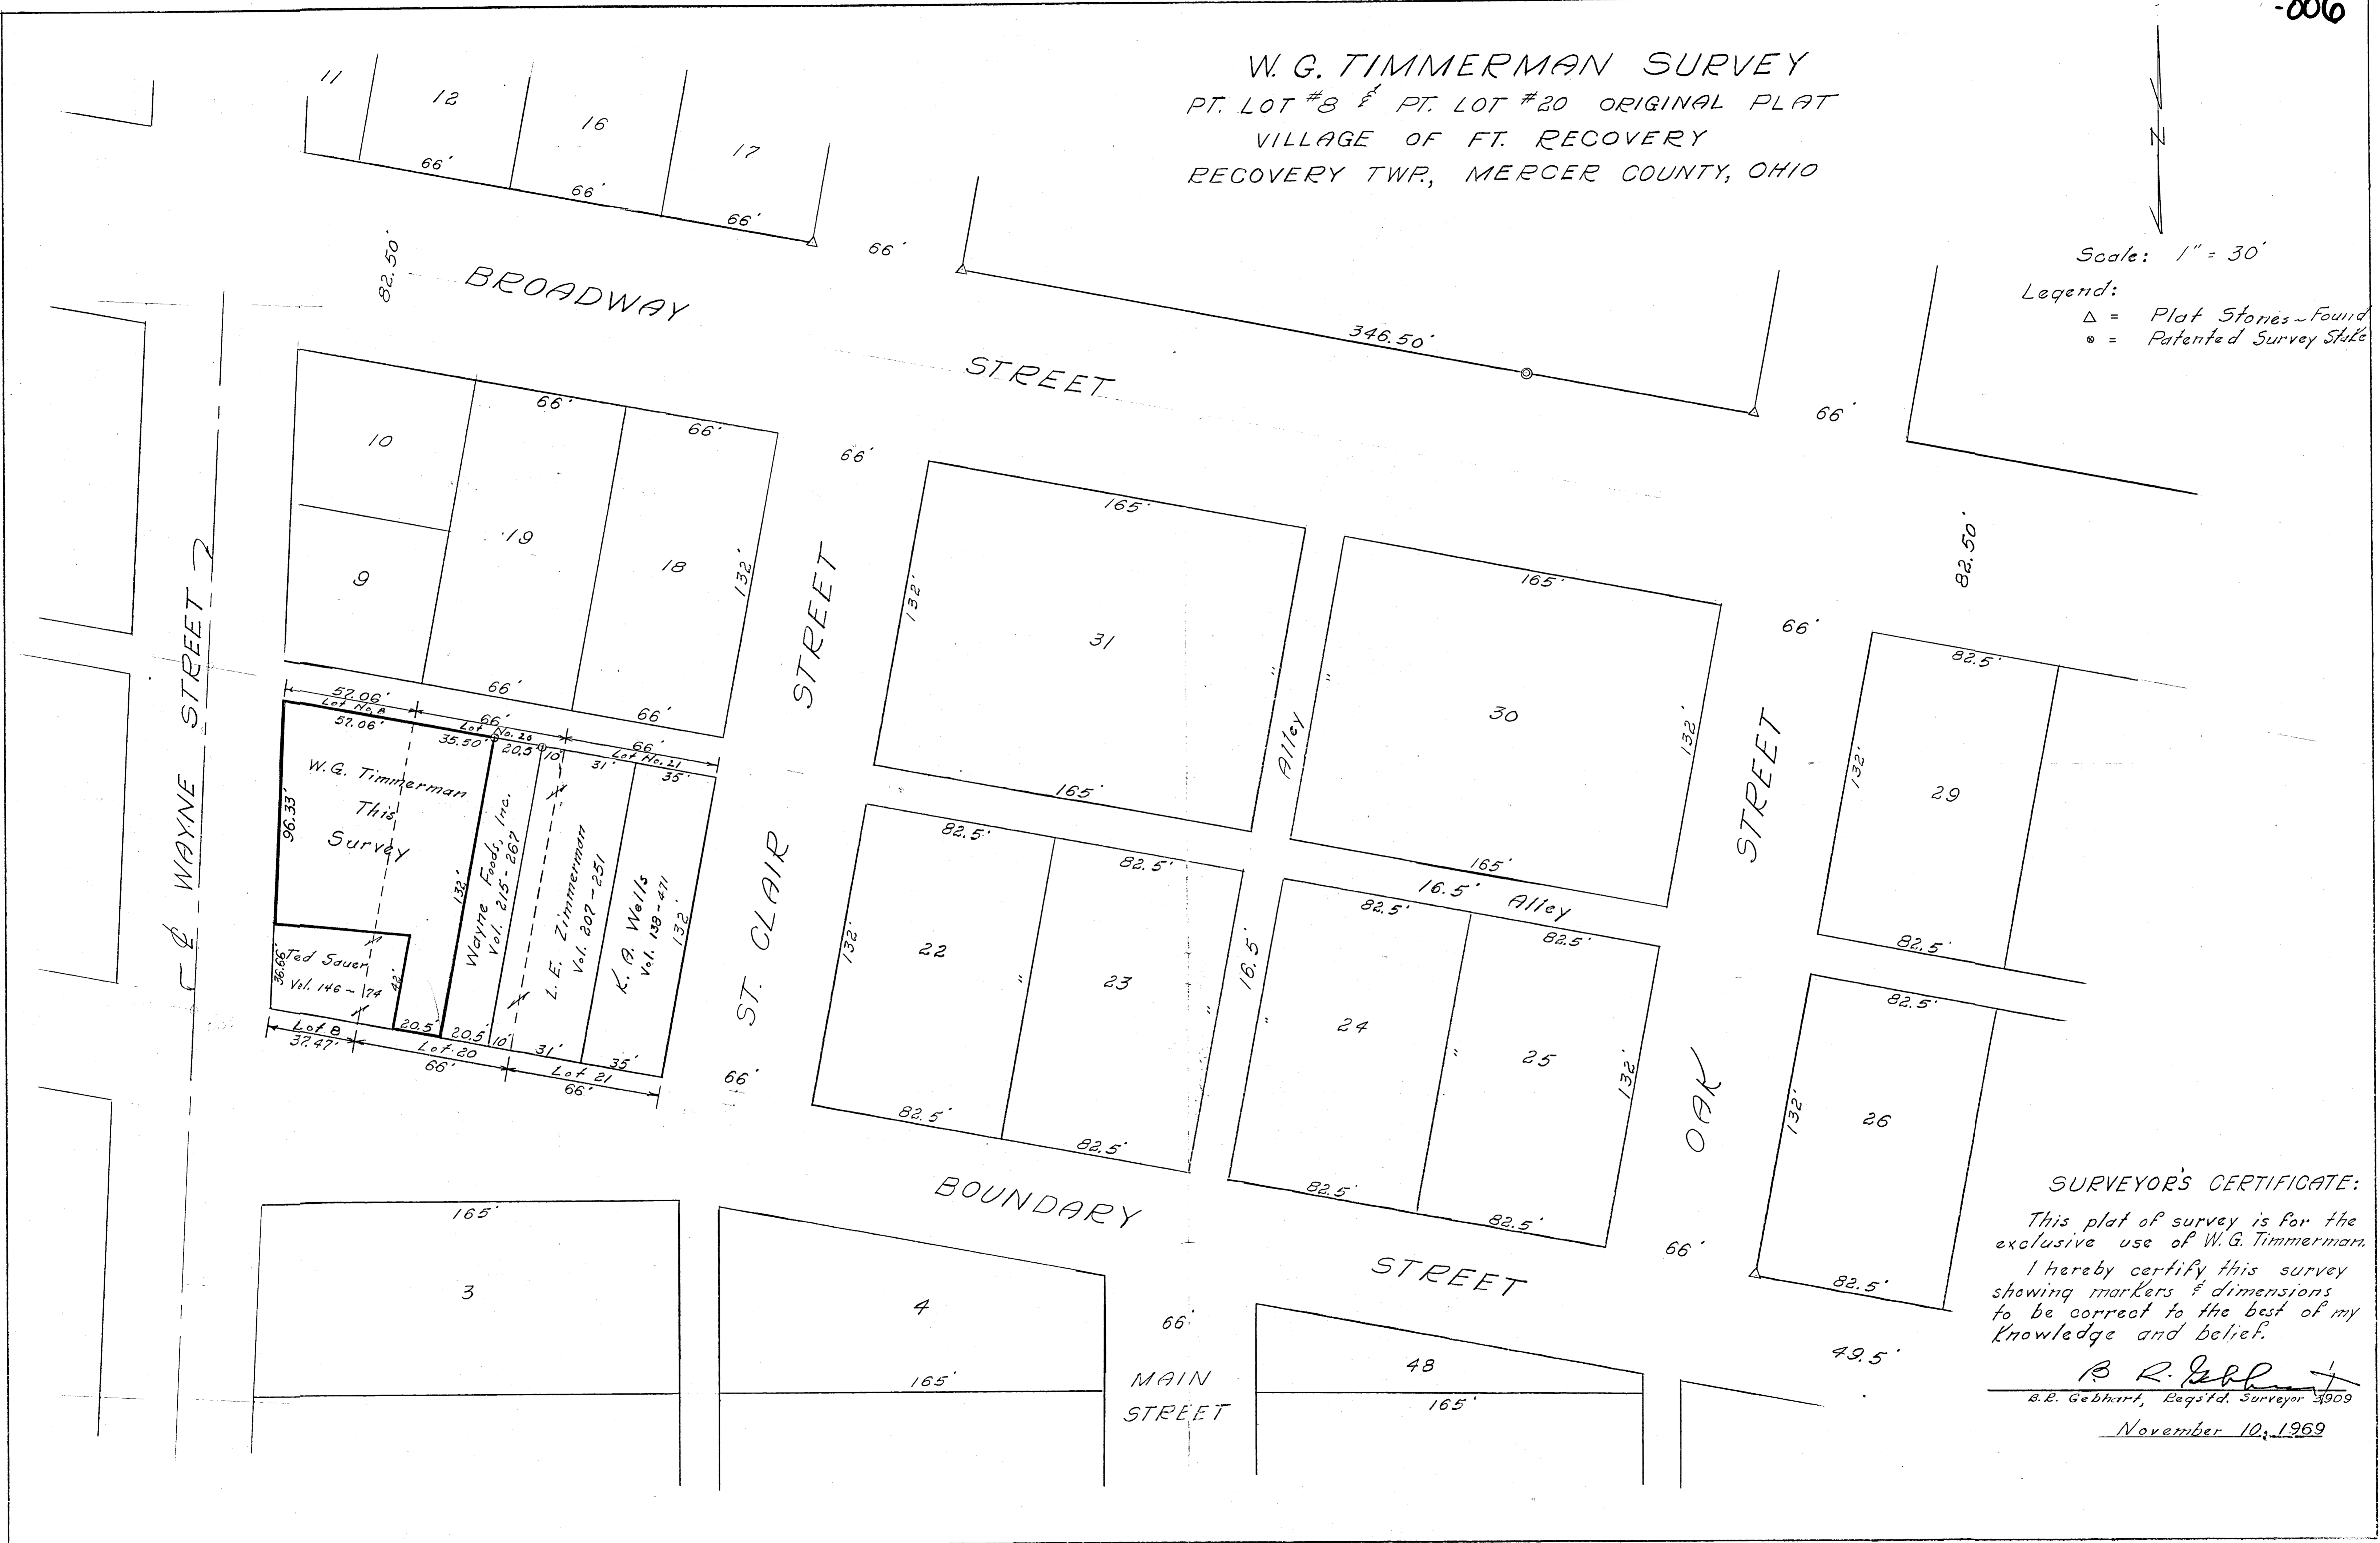 -006
W. G. TIMMERMAN SURVEY
PT. LOT #8 & PT. LOT #20 ORIGINAL PLAT
VILLAGE OF FT. RECOVERY
RECOVERY TWP., MERCER COUNTY, OHIO
N
Scale: 1" = 30'
Legend:
△ = Plat Stones ~ Found
⊗ = Patented Survey Stake
11
12
16
17
66'
66'
66'
66'
82.50'
BROADWAY
STREET
346.50'
66'
82.50'
66'
66'
66'
10
9
19
18
132'
66'
66'
STREET
ST. CLAIR
165'
132'
31
"
165'
Alley
165'
"
30
132'
165'
66'
STREET
OAK
82.5'
132'
29
82.5'
℄ WAYNE STREET
57.06'
Lot No. 8
66'
Lot No. 20
66'
Lot No. 21
57.06'
35.50'
20.5'
10'
31'
35'
W.G. Timmerman
This
Survey
96.33'
132'
Wayne Foods, Inc.
Vol. 215-267
L. E. Zimmerman
Vol. 207-251
K. A. Wells
Vol. 138-471
132'
36.66'
Ted Sauer
Vol. 146 ~ 174
42'
20.5'
20.5'
10'
31'
35'
Lot 8
37.47'
Lot 20
66'
Lot 21
66'
66'
82.5'
82.5'
132'
22
"
23
"
82.5'
82.5'
16.5'
16.5' Alley
82.5'
82.5'
"
24
"
25
132'
82.5'
82.5'
66'
82.5'
132'
26
82.5'
49.5'
BOUNDARY
STREET
165'
3
4
165'
66'
MAIN
STREET
48
165'
SURVEYOR'S CERTIFICATE:
This plat of survey is for the
exclusive use of W.G. Timmerman.
I hereby certify this survey
showing markers & dimensions
to be correct to the best of my
knowledge and belief.
B. R. Gebhart
B.R. Gebhart, Regst'd. Surveyor 3909
November 10, 1969